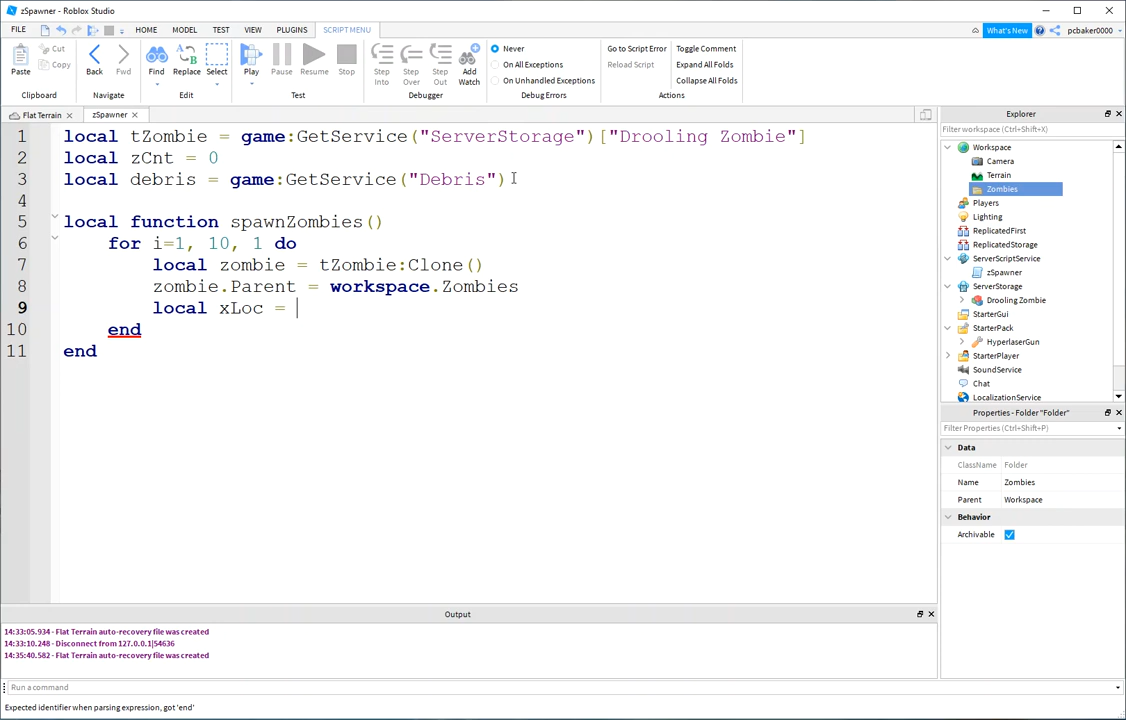 zSpawner - Roblox Studio
FILE HOME MODEL TEST VIEW PLUGINS SCRIPT MENU What's New pcbaker0000
Paste Cut Copy Back Fwd Find Replace Select Play Pause Resume Stop Step Into Step Over Step Out Add Watch Never On All Exceptions On Unhandled Exceptions Go to Script Error Reload Script Toggle Comment Expand All Folds Collapse All Folds
Clipboard Navigate Edit Test Debugger Debug Errors Actions
Flat Terrain zSpawner
1 local tZombie = game:GetService("ServerStorage")["Drooling Zombie"]
2 local zCnt = 0
3 local debris = game:GetService("Debris")
4
5 local function spawnZombies()
6 for i=1, 10, 1 do
7 local zombie = tZombie:Clone()
8 zombie.Parent = workspace.Zombies
9 local xLoc =
10 end
11 end
Explorer
Filter workspace (Ctrl+Shift+X)
Workspace
Camera
Terrain
Zombies
Players
Lighting
ReplicatedFirst
ReplicatedStorage
ServerScriptService
zSpawner
ServerStorage
Drooling Zombie
StarterGui
StarterPack
HyperlaserGun
StarterPlayer
SoundService
Chat
LocalizationService
Properties - Folder "Folder"
Filter Properties (Ctrl+Shift+P)
Data
ClassName Folder
Name Zombies
Parent Workspace
Behavior
Archivable
Output
14:33:05.934 - Flat Terrain auto-recovery file was created
14:33:10.248 - Disconnect from 127.0.0.1|54636
14:35:40.582 - Flat Terrain auto-recovery file was created
Run a command
Expected identifier when parsing expression, got 'end'